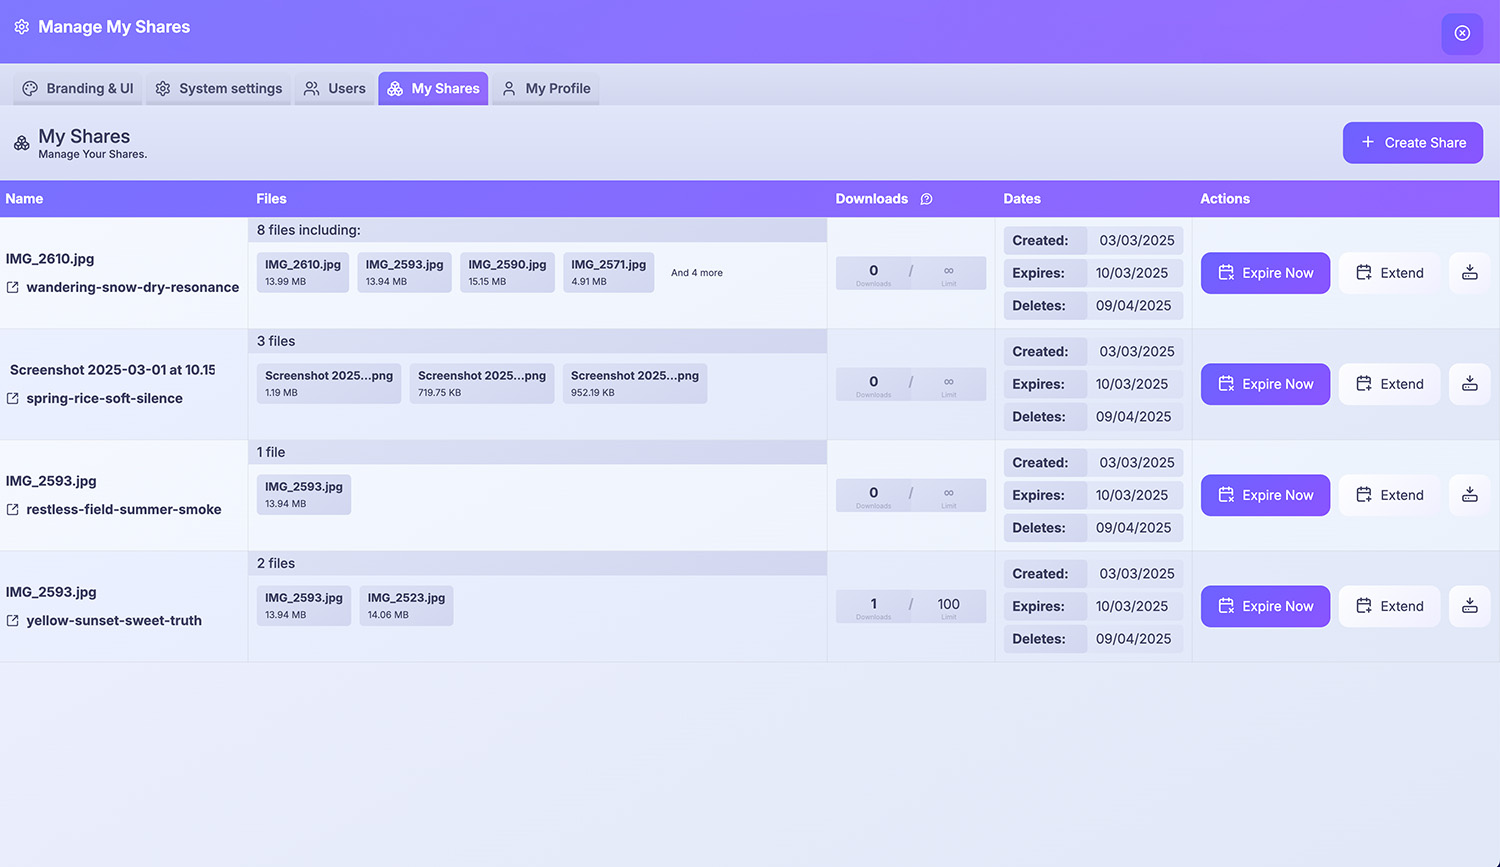 Manage My Shares
Branding & UI
System settings
Users
My Shares
My Profile
My Shares
Manage Your Shares.
Create Share
Name
Files
Downloads
Dates
Actions
IMG_2610.jpg
wandering-snow-dry-resonance
8 files including:
IMG_2610.jpg
13.99 MB
IMG_2593.jpg
13.94 MB
IMG_2590.jpg
15.15 MB
IMG_2571.jpg
4.91 MB
And 4 more
0 / ∞
Downloads Limit
Created: 03/03/2025
Expires: 10/03/2025
Deletes: 09/04/2025
Expire Now
Extend
Screenshot 2025-03-01 at 10.15
spring-rice-soft-silence
3 files
Screenshot 2025...png
1.19 MB
Screenshot 2025...png
719.75 KB
Screenshot 2025...png
952.19 KB
0 / ∞
Downloads Limit
Created: 03/03/2025
Expires: 10/03/2025
Deletes: 09/04/2025
Expire Now
Extend
IMG_2593.jpg
restless-field-summer-smoke
1 file
IMG_2593.jpg
13.94 MB
0 / ∞
Downloads Limit
Created: 03/03/2025
Expires: 10/03/2025
Deletes: 09/04/2025
Expire Now
Extend
IMG_2593.jpg
yellow-sunset-sweet-truth
2 files
IMG_2593.jpg
13.94 MB
IMG_2523.jpg
14.06 MB
1 / 100
Downloads Limit
Created: 03/03/2025
Expires: 10/03/2025
Deletes: 09/04/2025
Expire Now
Extend